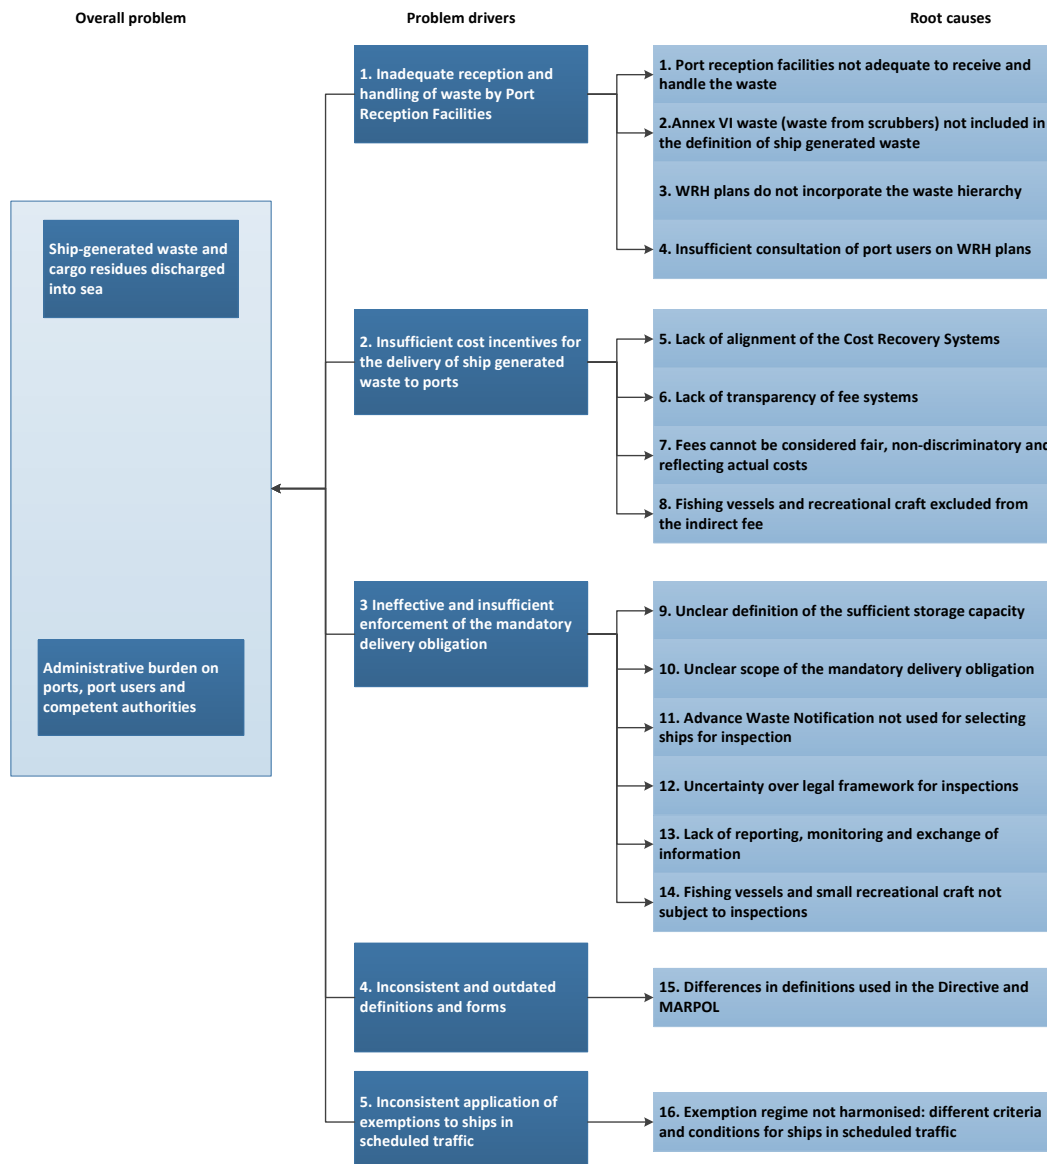 Overall problem
Problem drivers
Root causes
Ship-generated waste and
cargo residues discharged
into sea
Administrative burden on
ports, port users and
competent authorities
1. Inadequate reception and
handling of waste by Port
Reception Facilities
1. Port reception facilities not adequate to receive and
handle the waste
2.Annex VI waste (waste from scrubbers) not included in
the definition of ship generated waste
3. WRH plans do not incorporate the waste hierarchy
4. Insufficient consultation of port users on WRH plans
2. Insufficient cost incentives for
the delivery of ship generated
waste to ports
5. Lack of alignment of the Cost Recovery Systems
6. Lack of transparency of fee systems
7. Fees cannot be considered fair, non-discriminatory and
reflecting actual costs
8. Fishing vessels and recreational craft excluded from
the indirect fee
3 Ineffective and insufficient
enforcement of the mandatory
delivery obligation
9. Unclear definition of the sufficient storage capacity
10. Unclear scope of the mandatory delivery obligation
11. Advance Waste Notification not used for selecting
ships for inspection
12. Uncertainty over legal framework for inspections
13. Lack of reporting, monitoring and exchange of
information
14. Fishing vessels and small recreational craft not
subject to inspections
4. Inconsistent and outdated
definitions and forms
15. Differences in definitions used in the Directive and
MARPOL
5. Inconsistent application of
exemptions to ships in
scheduled traffic
16. Exemption regime not harmonised: different criteria
and conditions for ships in scheduled traffic